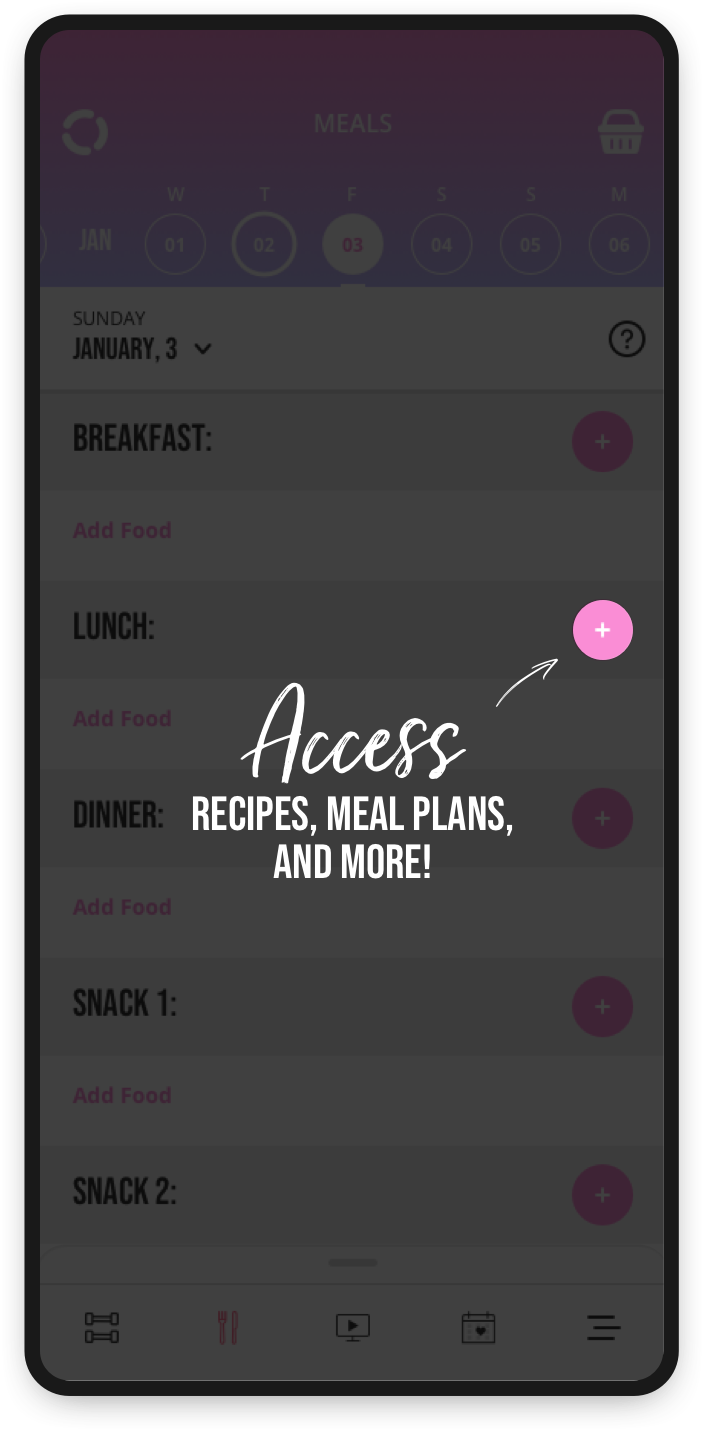 MEALS
W T F S S M
JAN 01 02 03 04 05 06
SUNDAY
JANUARY, 3
?
BREAKFAST: +
Add Food
LUNCH: +
Add Food
Access
DINNER: +
RECIPES, MEAL PLANS,
AND MORE!
Add Food
SNACK 1: +
Add Food
SNACK 2: +